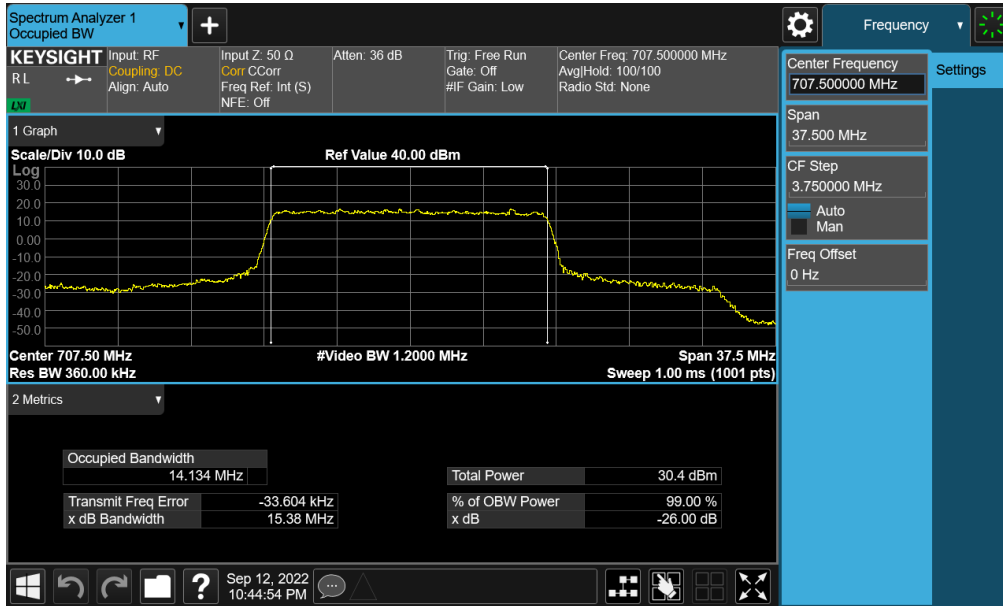 Spectrum Analyzer 1
Occupied BW
Frequency
KEYSIGHT
R L
LXI
Input: RF
Coupling: DC
Align: Auto
Input Z: 50 Ω
Corr CCorr
Freq Ref: Int (S)
NFE: Off
Atten: 36 dB
Trig: Free Run
Gate: Off
#IF Gain: Low
Center Freq: 707.500000 MHz
Avg|Hold: 100/100
Radio Std: None
Center Frequency
707.500000 MHz
Settings
Span
37.500 MHz
CF Step
3.750000 MHz
Auto
Man
Freq Offset
0 Hz
1 Graph
Scale/Div 10.0 dB
Ref Value 40.00 dBm
Log
30.0
20.0
10.0
0.00
-10.0
-20.0
-30.0
-40.0
-50.0
Center 707.50 MHz
#Video BW 1.2000 MHz
Span 37.5 MHz
Res BW 360.00 kHz
Sweep 1.00 ms (1001 pts)
2 Metrics
Occupied Bandwidth
14.134 MHz
Total Power 30.4 dBm
Transmit Freq Error -33.604 kHz
% of OBW Power 99.00 %
x dB Bandwidth 15.38 MHz
x dB -26.00 dB
?
Sep 12, 2022
10:44:54 PM